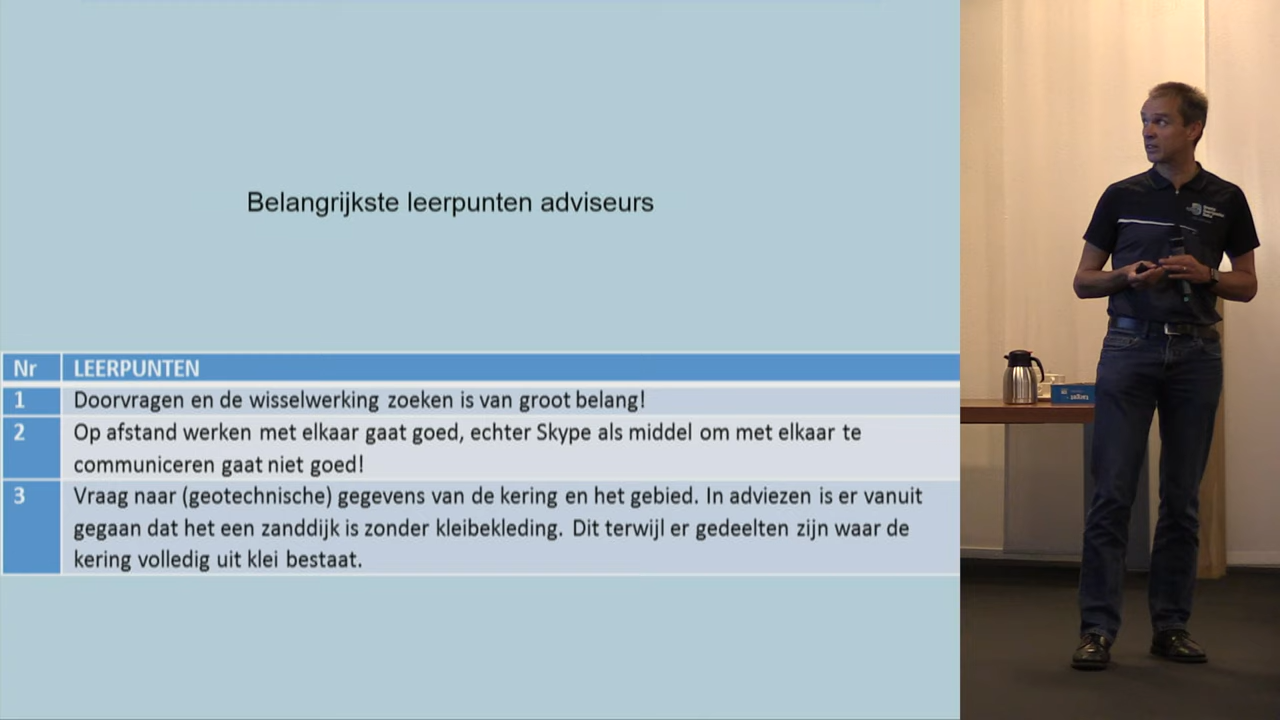 Belangrijkste leerpunten adviseurs
Nr LEERPUNTEN
1 Doorvragen en de wisselwerking zoeken is van groot belang!
2 Op afstand werken met elkaar gaat goed, echter Skype als middel om met elkaar te
communiceren gaat niet goed!
3 Vraag naar (geotechnische) gegevens van de kering en het gebied. In adviezen is er vanuit
gegaan dat het een zanddijk is zonder kleibekleding. Dit terwijl er gedeelten zijn waar de
kering volledig uit klei bestaat.